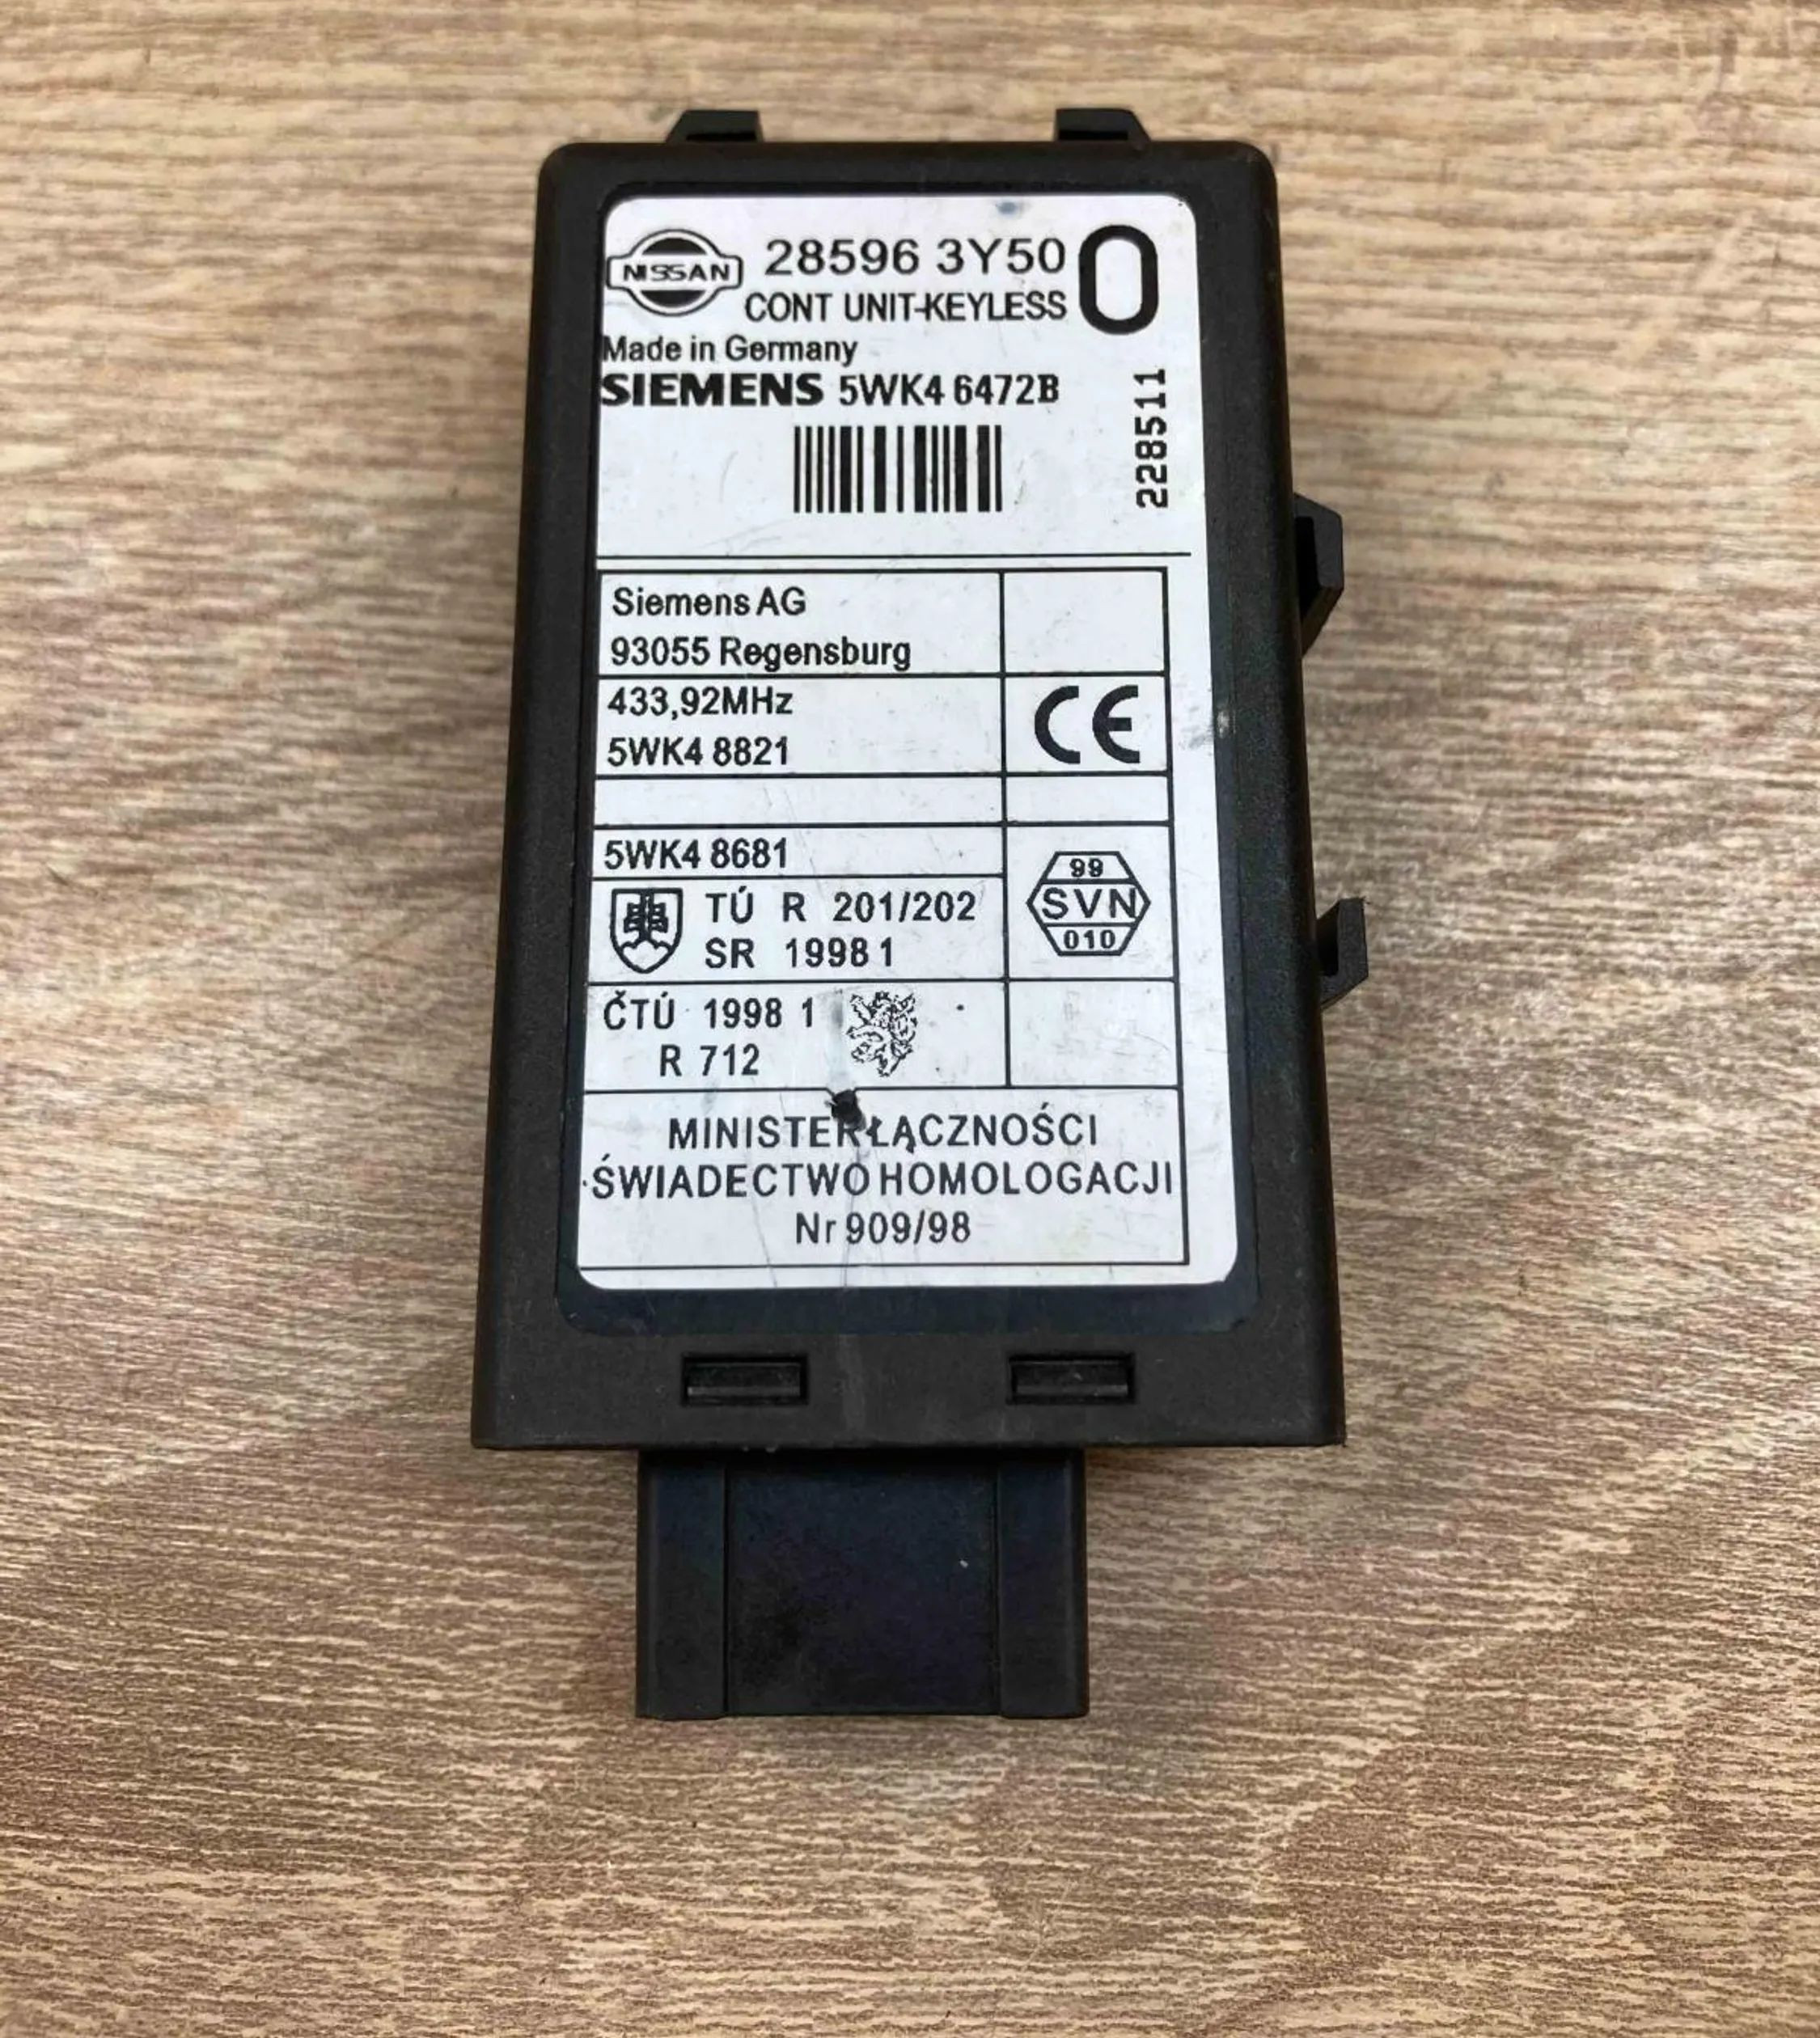 NISSAN
28596 3Y50 0
CONT UNIT-KEYLESS
Made in Germany
SIEMENS 5WK4 6472B
228511
Siemens AG
93055 Regensburg
433,92MHz
5WK4 8821
CE
5WK4 8681
TÚ R 201/202
SR 1998 1
99
SVN
010
ČTÚ 1998 1
R 712
MINISTER ŁĄCZNOŚCI
ŚWIADECTWO HOMOLOGACJI
Nr 909/98